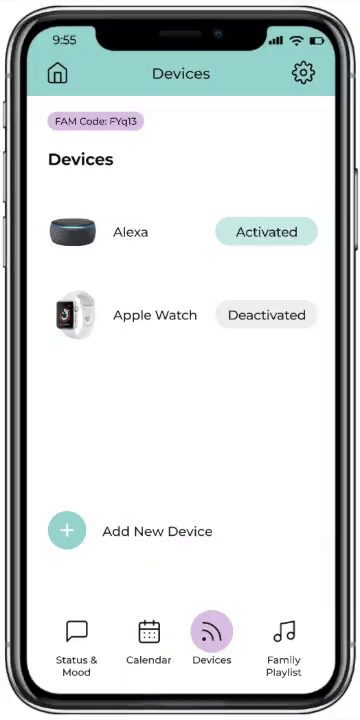 9:55
Devices
FAM Code: FYq13
Devices
Alexa
Activated
Apple Watch
Deactivated
Add New Device
Status &
Mood
Calendar
Devices
Family
Playlist